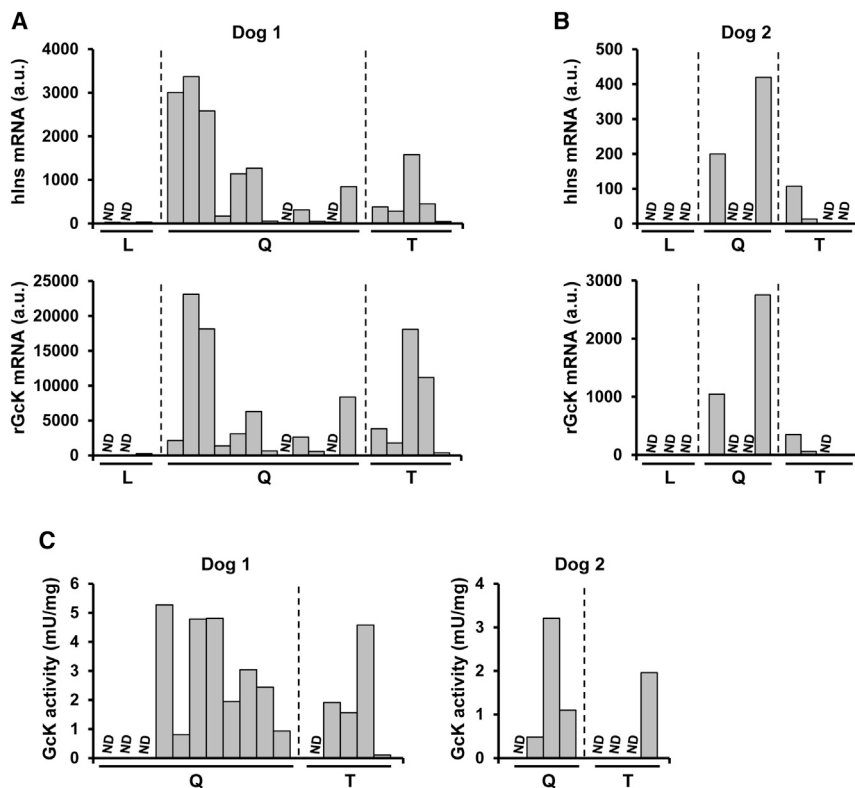 A
Dog 1
hIns mRNA (a.u.)
4000
3000
2000
1000
0
ND ND ND ND
L Q T
rGcK mRNA (a.u.)
25000
20000
15000
10000
5000
0
ND ND ND ND
L Q T
B
Dog 2
hIns mRNA (a.u.)
500
400
300
200
100
0
ND ND ND ND ND ND ND
L Q T
rGcK mRNA (a.u.)
3000
2000
1000
0
ND ND ND ND ND ND
L Q T
C
Dog 1
GcK activity (mU/mg)
6
5
4
3
2
1
0
ND ND ND ND
Q T
Dog 2
GcK activity (mU/mg)
4
3
2
1
0
ND ND ND ND
Q T